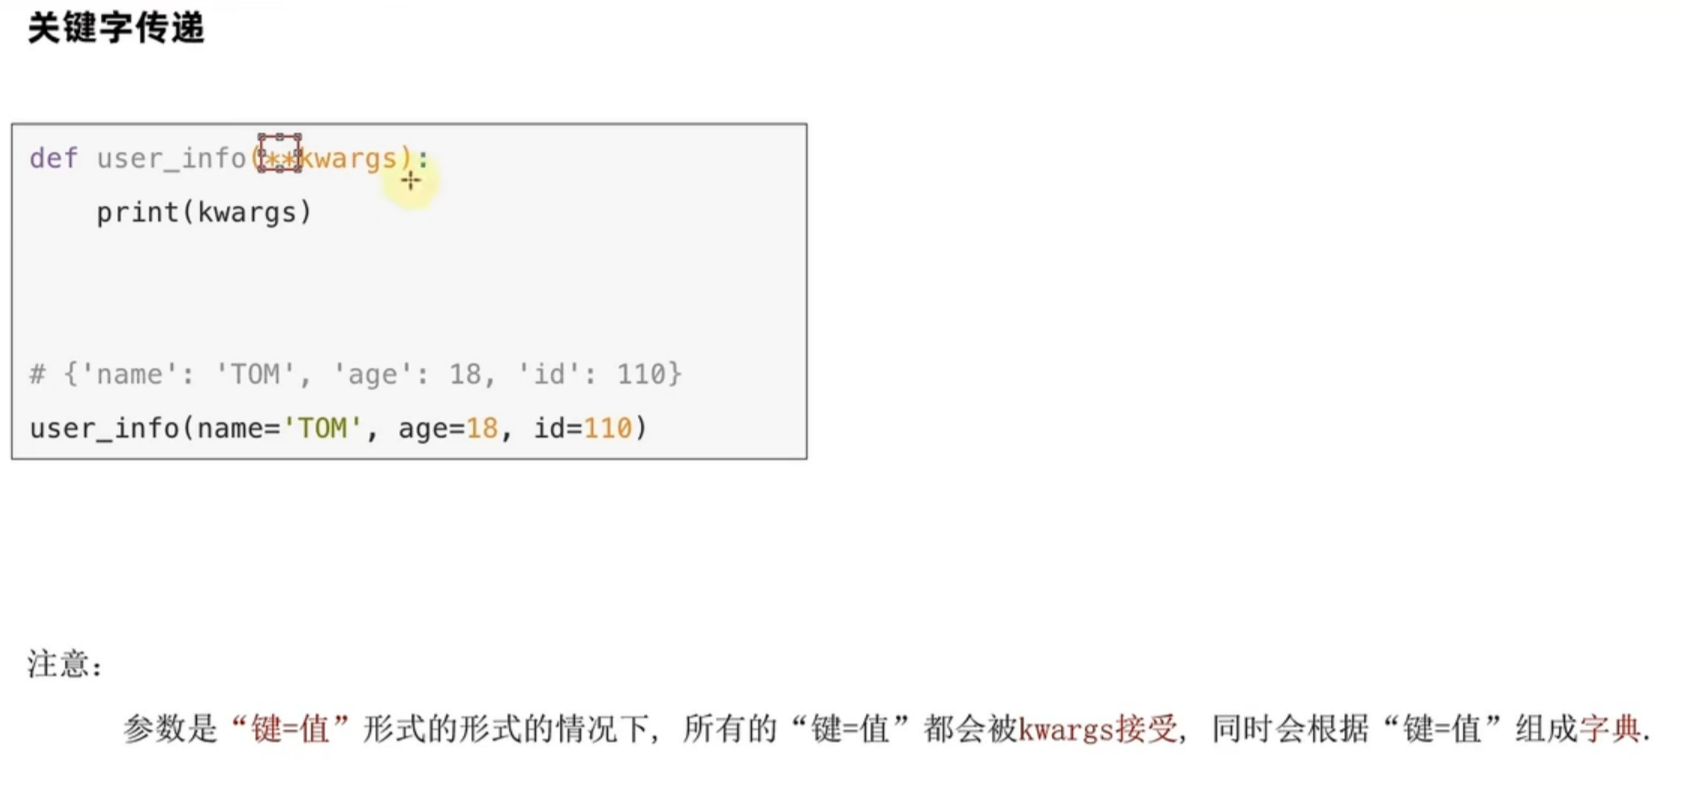 关键字传递
def user_info(**kwargs):
    print(kwargs)
# {'name': 'TOM', 'age': 18, 'id': 110}
user_info(name='TOM', age=18, id=110)
注意：
参数是“键=值”形式的形式的情况下, 所有的“键=值”都会被kwargs接受, 同时会根据“键=值”组成字典.